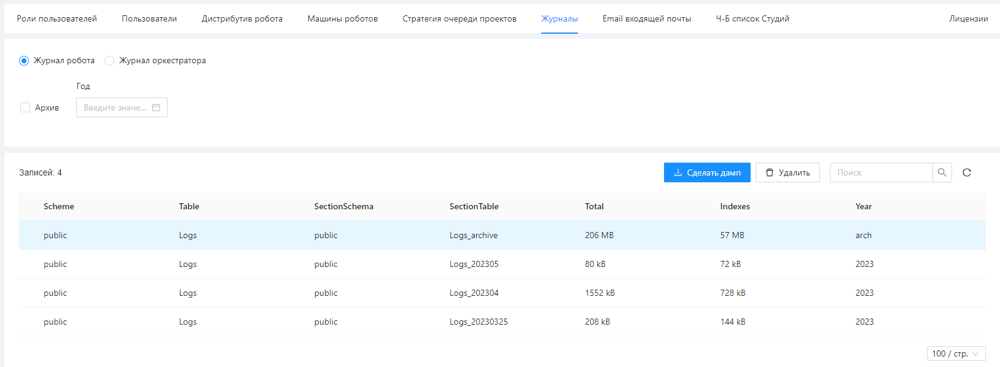 Роли пользователей Пользователи Дистрибутив робота Машины роботов Стратегия очереди проектов Журналы Email входящей почты Ч-Б список Студий Лицензии
Журнал робота Журнал оркестратора
Год
Архив Введите значе...
Записей: 4 Сделать дамп Удалить Поиск
Scheme Table SectionSchema SectionTable Total Indexes Year
public Logs public Logs_archive 206 MB 57 MB arch
public Logs public Logs_202305 80 kB 72 kB 2023
public Logs public Logs_202304 1552 kB 728 kB 2023
public Logs public Logs_20230325 208 kB 144 kB 2023
100 / стр.